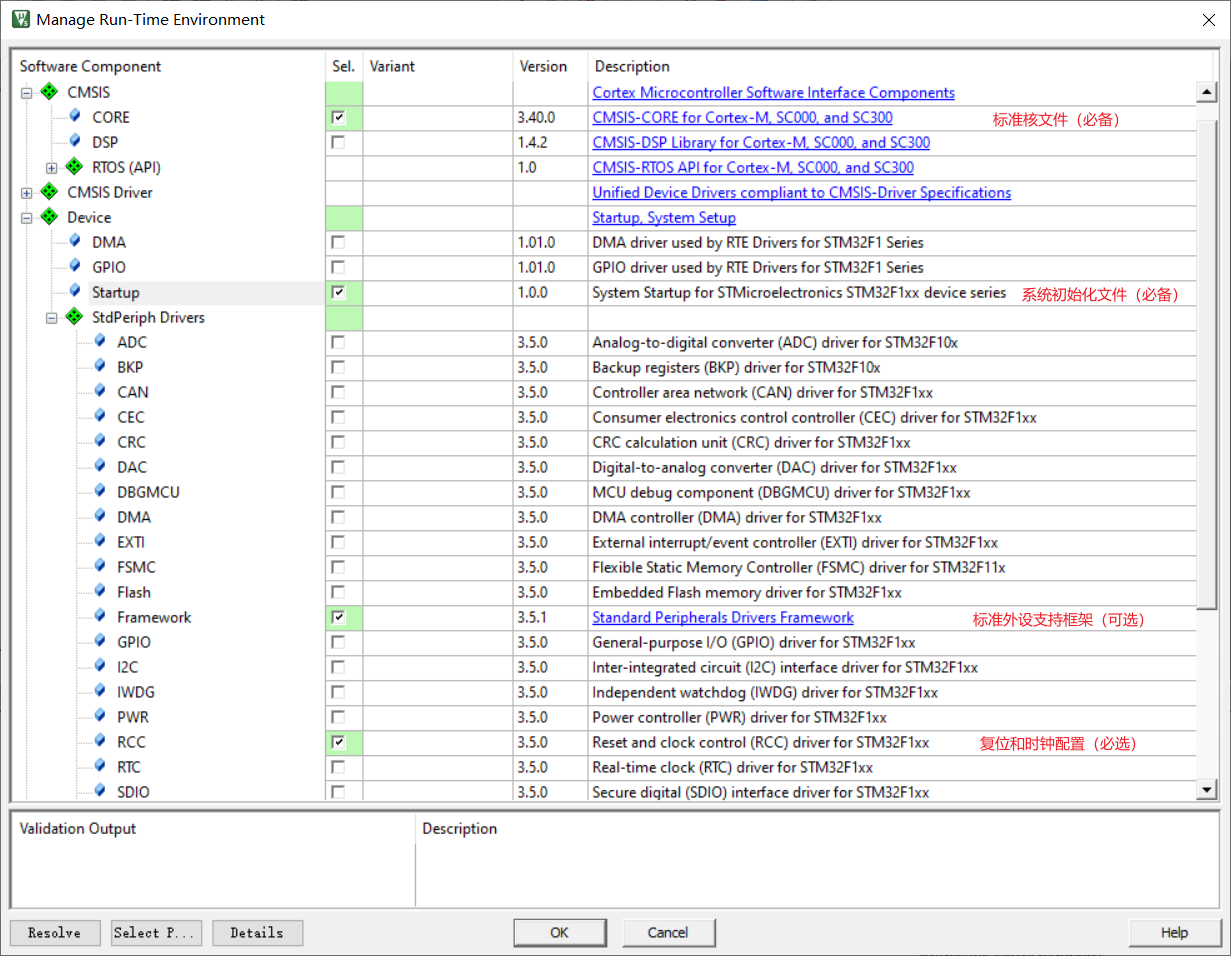 Manage Run-Time Environment
Software Component Sel. Variant Version Description
CMSIS Cortex Microcontroller Software Interface Components
CORE 3.40.0 CMSIS-CORE for Cortex-M, SC000, and SC300 标准核文件（必备）
DSP 1.4.2 CMSIS-DSP Library for Cortex-M, SC000, and SC300
RTOS (API) 1.0 CMSIS-RTOS API for Cortex-M, SC000, and SC300
CMSIS Driver Unified Device Drivers compliant to CMSIS-Driver Specifications
Device Startup, System Setup
DMA 1.01.0 DMA driver used by RTE Drivers for STM32F1 Series
GPIO 1.01.0 GPIO driver used by RTE Drivers for STM32F1 Series
Startup 1.0.0 System Startup for STMicroelectronics STM32F1xx device series 系统初始化文件（必备）
StdPeriph Drivers
ADC 3.5.0 Analog-to-digital converter (ADC) driver for STM32F10x
BKP 3.5.0 Backup registers (BKP) driver for STM32F10x
CAN 3.5.0 Controller area network (CAN) driver for STM32F1xx
CEC 3.5.0 Consumer electronics control controller (CEC) driver for STM32F1xx
CRC 3.5.0 CRC calculation unit (CRC) driver for STM32F1xx
DAC 3.5.0 Digital-to-analog converter (DAC) driver for STM32F1xx
DBGMCU 3.5.0 MCU debug component (DBGMCU) driver for STM32F1xx
DMA 3.5.0 DMA controller (DMA) driver for STM32F1xx
EXTI 3.5.0 External interrupt/event controller (EXTI) driver for STM32F1xx
FSMC 3.5.0 Flexible Static Memory Controller (FSMC) driver for STM32F11x
Flash 3.5.0 Embedded Flash memory driver for STM32F1xx
Framework 3.5.1 Standard Peripherals Drivers Framework 标准外设支持框架（可选）
GPIO 3.5.0 General-purpose I/O (GPIO) driver for STM32F1xx
I2C 3.5.0 Inter-integrated circuit (I2C) interface driver for STM32F1xx
IWDG 3.5.0 Independent watchdog (IWDG) driver for STM32F1xx
PWR 3.5.0 Power controller (PWR) driver for STM32F1xx
RCC 3.5.0 Reset and clock control (RCC) driver for STM32F1xx 复位和时钟配置（必选）
RTC 3.5.0 Real-time clock (RTC) driver for STM32F1xx
SDIO 3.5.0 Secure digital (SDIO) interface driver for STM32F1xx
Validation Output Description
Resolve Select P... Details OK Cancel Help